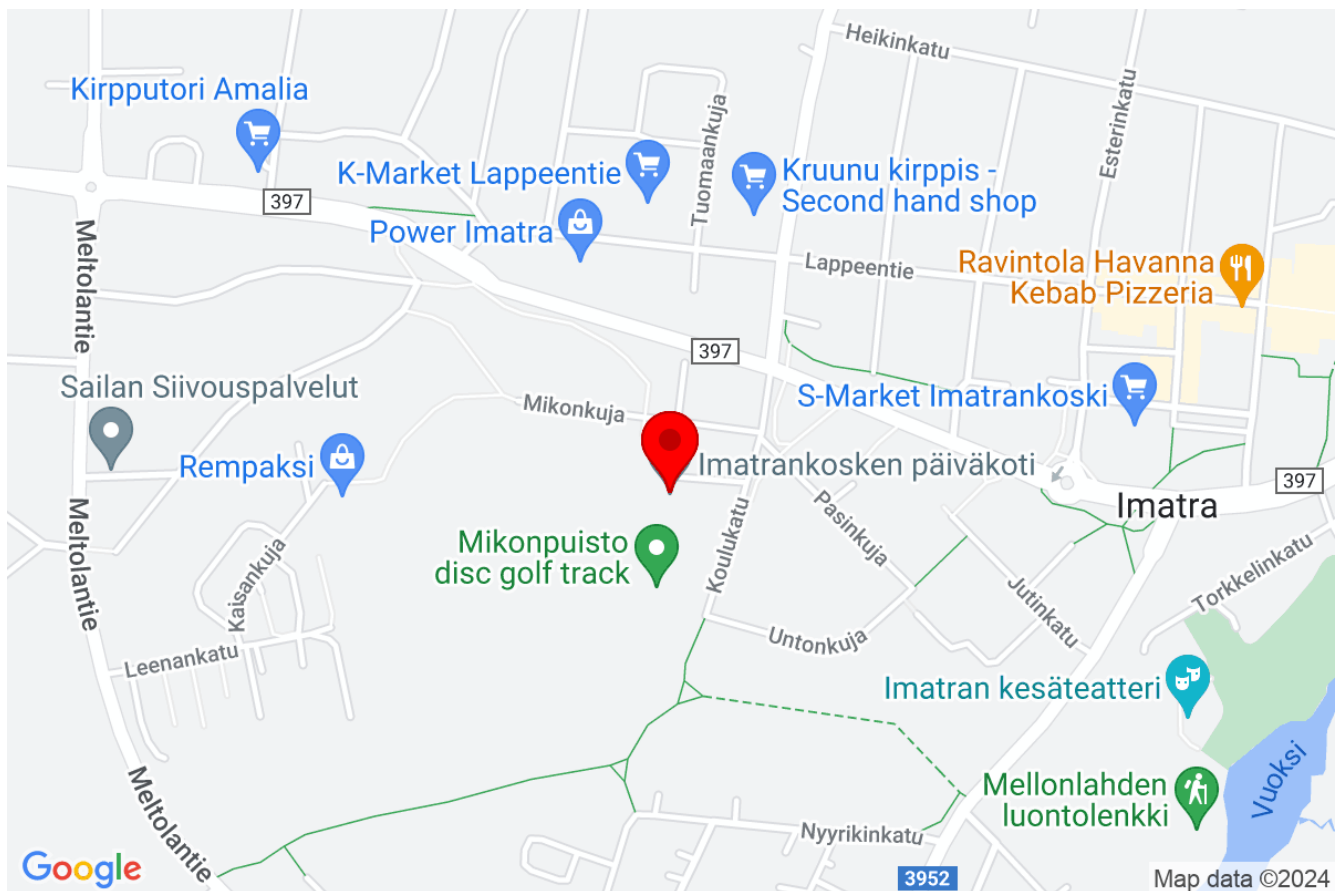 Heikinkatu
Kirpputori Amalia
Esterinkatu
Tuomaankuja
K-Market Lappeentie
Kruunu kirppis -
Second hand shop
397
Power Imatra
Meltolantie
Lappeentie
Ravintola Havanna
Kebab Pizzeria
397
Sailan Siivouspalvelut
S-Market Imatrankoski
Mikonkuja
Rempaksi
Imatrankosken päiväkoti
397
Imatra
Meltolantie
Pasinkuja
Koulukatu
Mikonpuisto
disc golf track
Kaisankuja
Torkkelinkatu
Jutinkatu
Untonkuja
Leenankatu
Imatran kesäteatteri
Vuoksi
Mellonlahden
luontolenkki
Meltolantie
Nyyrikinkatu
Google
3952
Map data ©2024